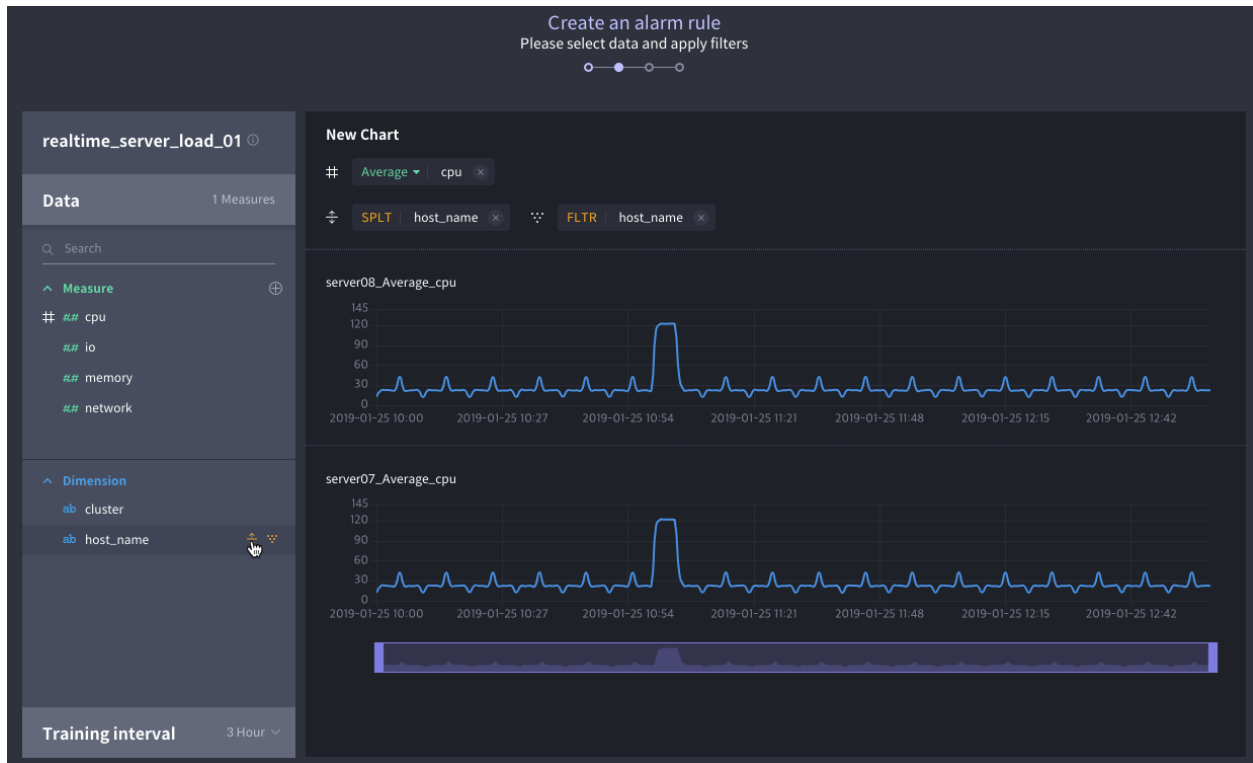 Create an alarm rule
Please select data and apply filters
realtime_server_load_01
Data 1 Measures
Search
Measure
## cpu
## io
## memory
## network
Dimension
ab cluster
ab host_name
Training interval 3 Hour
New Chart
Average cpu
SPLT host_name FLTR host_name
server08_Average_cpu
145
120
90
60
30
0
2019-01-25 10:00 2019-01-25 10:27 2019-01-25 10:54 2019-01-25 11:21 2019-01-25 11:48 2019-01-25 12:15 2019-01-25 12:42
server07_Average_cpu
145
120
90
60
30
0
2019-01-25 10:00 2019-01-25 10:27 2019-01-25 10:54 2019-01-25 11:21 2019-01-25 11:48 2019-01-25 12:15 2019-01-25 12:42